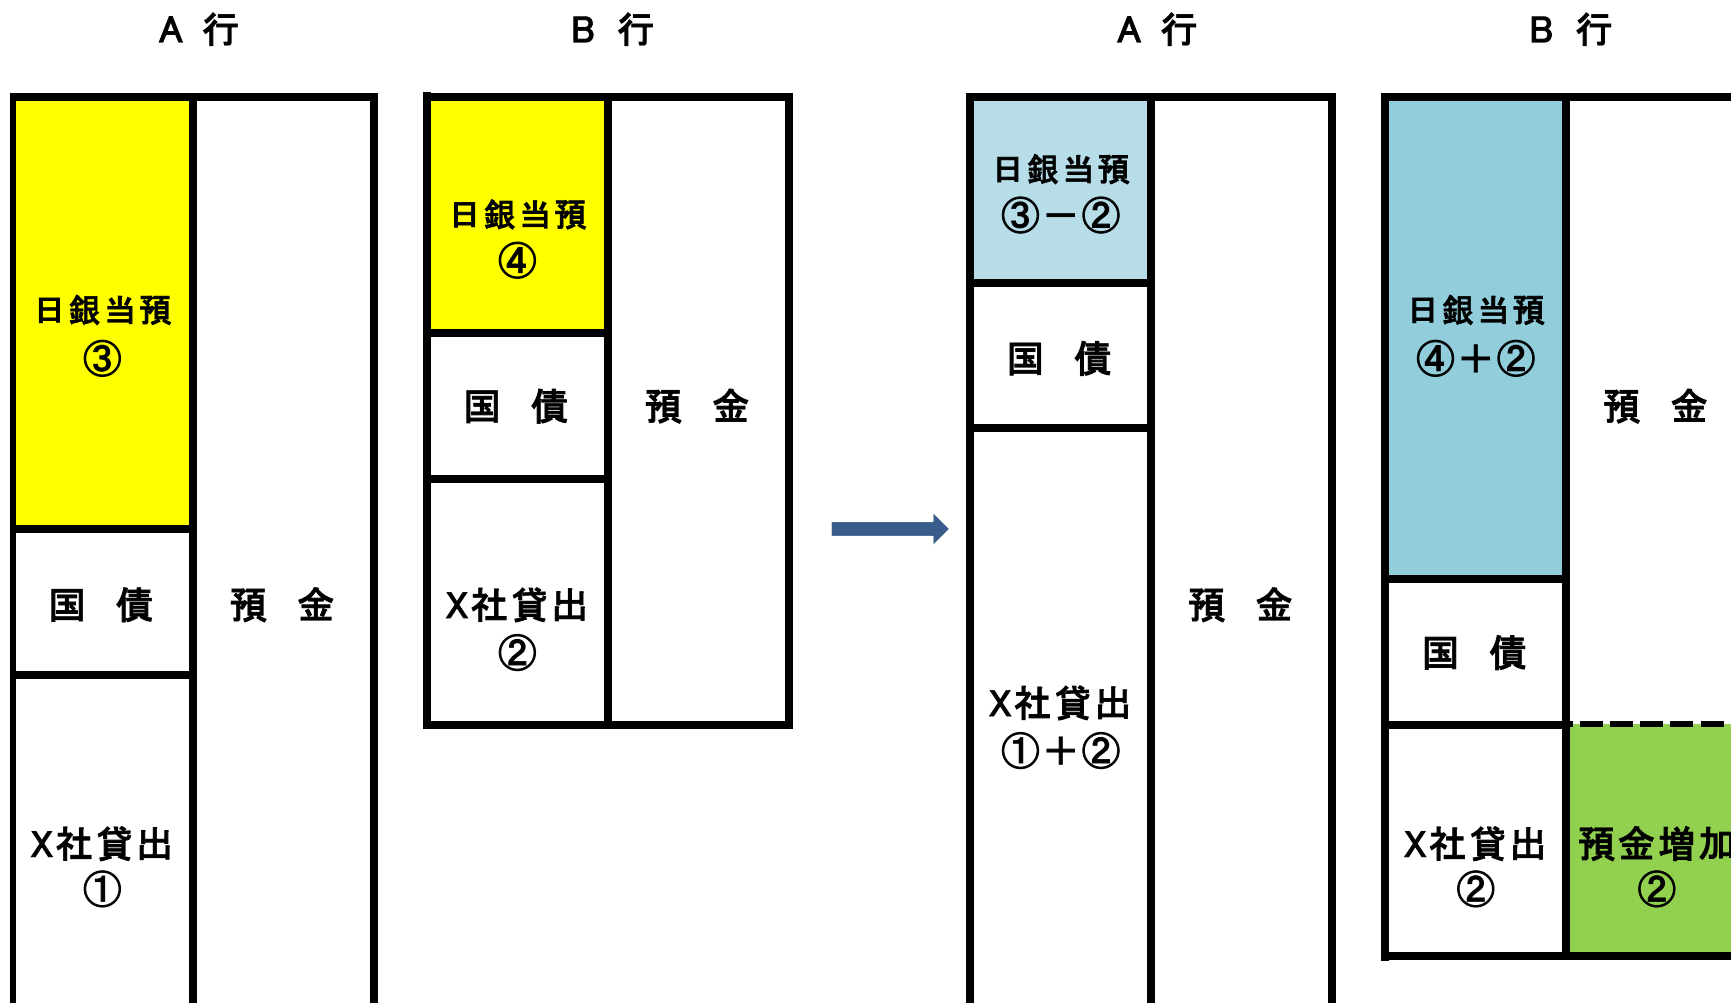 A 行
B 行
A 行
B 行
日銀当預
③
国 債
X社貸出
①
預 金
日銀当預
④
国 債
X社貸出
②
預 金
日銀当預
③－②
国 債
X社貸出
①＋②
預 金
日銀当預
④＋②
国 債
X社貸出
②
預 金
預金増加
②